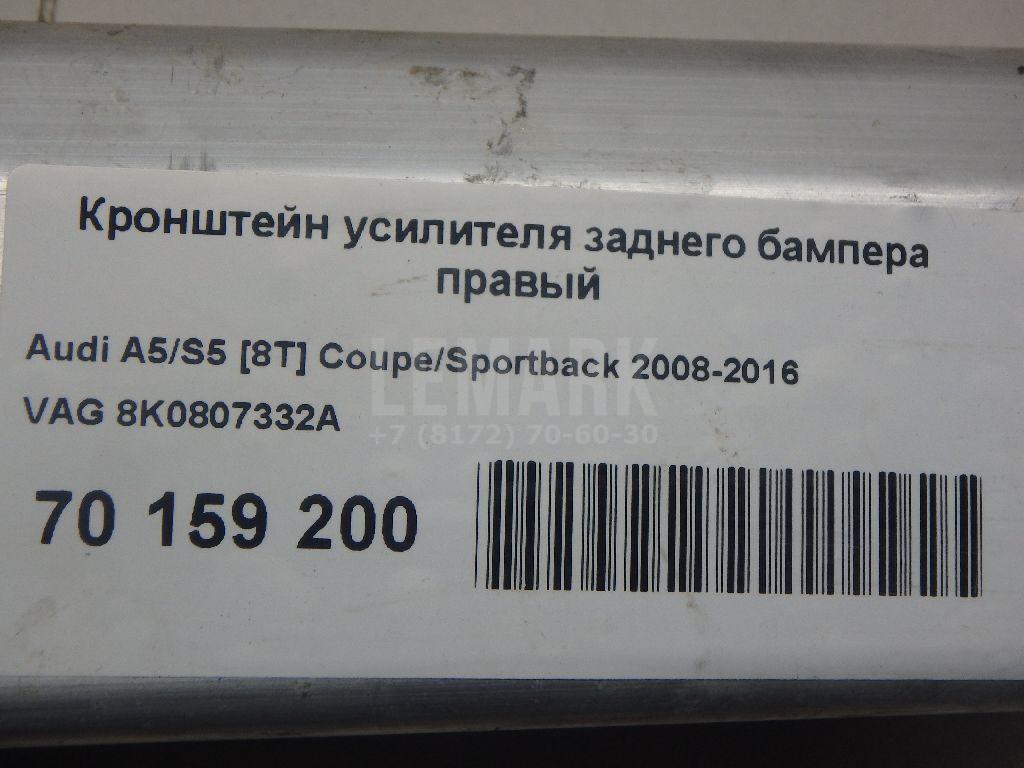 Кронштейн усилителя заднего бампера
правый
Audi A5/S5 [8T] Coupe/Sportback 2008-2016
VAG 8K0807332A
LEMARK
+7 (8172) 70-60-30
70 159 200